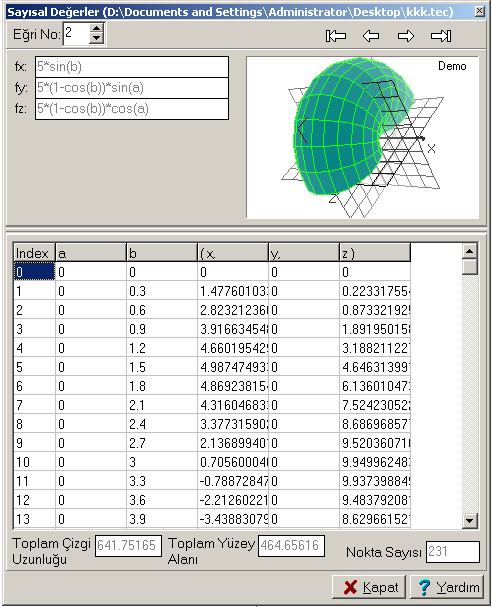 Sayısal Değerler (D:\Documents and Settings\Administrator\Desktop\kkk.tec)
Eğri No: 2
fx: 5*sin(b)
fy: 5*(1-cos(b))*sin(a)
fz: 5*(1-cos(b))*cos(a)
Demo
X
Z
Index a b ( x, y, z )
0 0 0 0 0 0
1 0 0.3 1.47760103 0 0.22331755
2 0 0.6 2.82321236 0 0.87332192
3 0 0.9 3.91663454 0 1.89195015
4 0 1.2 4.66019542 0 3.18821122
5 0 1.5 4.98747493 0 4.64631399
6 0 1.8 4.86923815 0 6.13601047
7 0 2.1 4.31604683 0 7.52423052
8 0 2.4 3.37731590 0 8.68696857
9 0 2.7 2.13689940 0 9.52036071
10 0 3 0.70560004 0 9.94996248
11 0 3.3 -0.7887284 0 9.93739884
12 0 3.6 -2.2126022 0 9.48379208
13 0 3.9 -3.4388307 0 8.62966152
Toplam Çizgi Uzunluğu 641.75165 Toplam Yüzey Alanı 464.65616 Nokta Sayısı 231
Kapat Yardım